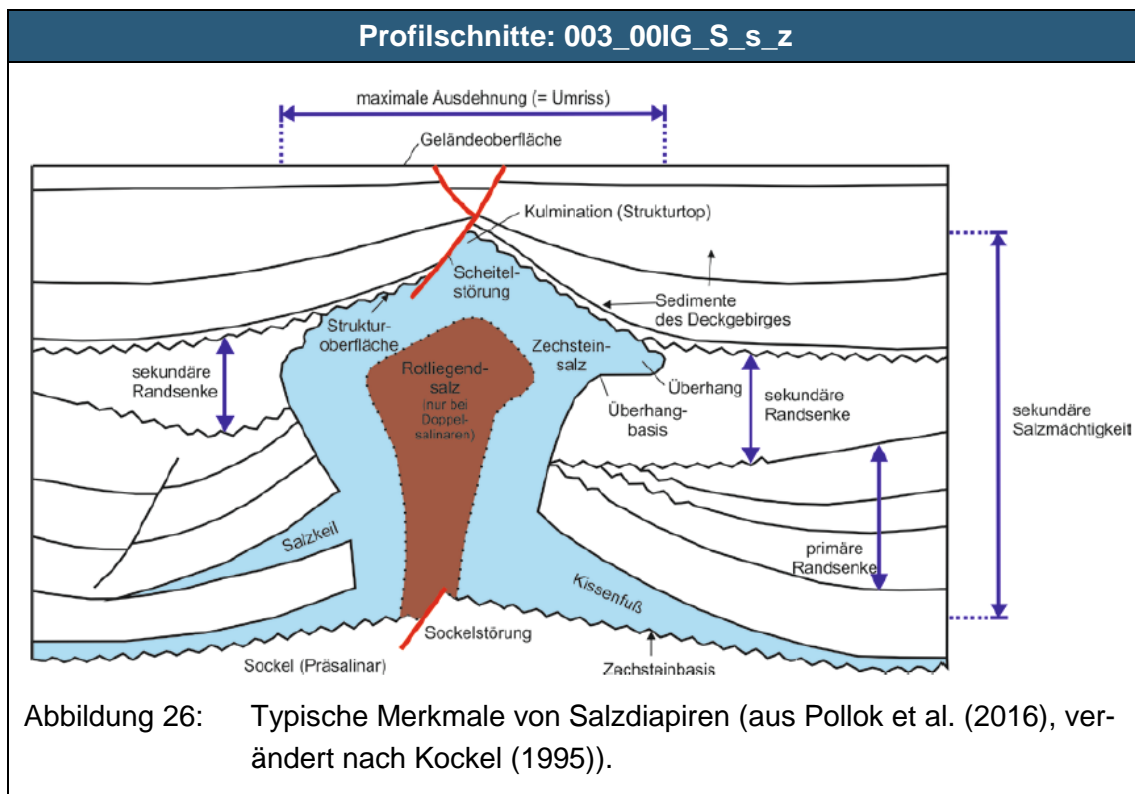 Profilschnitte: 003_00IG_S_s_z
maximale Ausdehnung (= Umriss)
Geländeoberfläche
Kulmination (Strukturtop)
Scheitel-
störung
Sedimente
des Deckgebirges
Struktur-
oberfläche
Zechstein-
salz
sekundäre
Randsenke
Rotliegend-
salz
(nur bei
Doppel-
salinaren)
Überhang
Überhang-
basis
sekundäre
Randsenke
sekundäre
Salzmächtigkeit
Salzkeil
primäre
Randsenke
Kissenfuß
Sockelstörung
Sockel (Präsalinar)
Zechsteinbasis
Abbildung 26: Typische Merkmale von Salzdiapiren (aus Pollok et al. (2016), ver-
ändert nach Kockel (1995)).